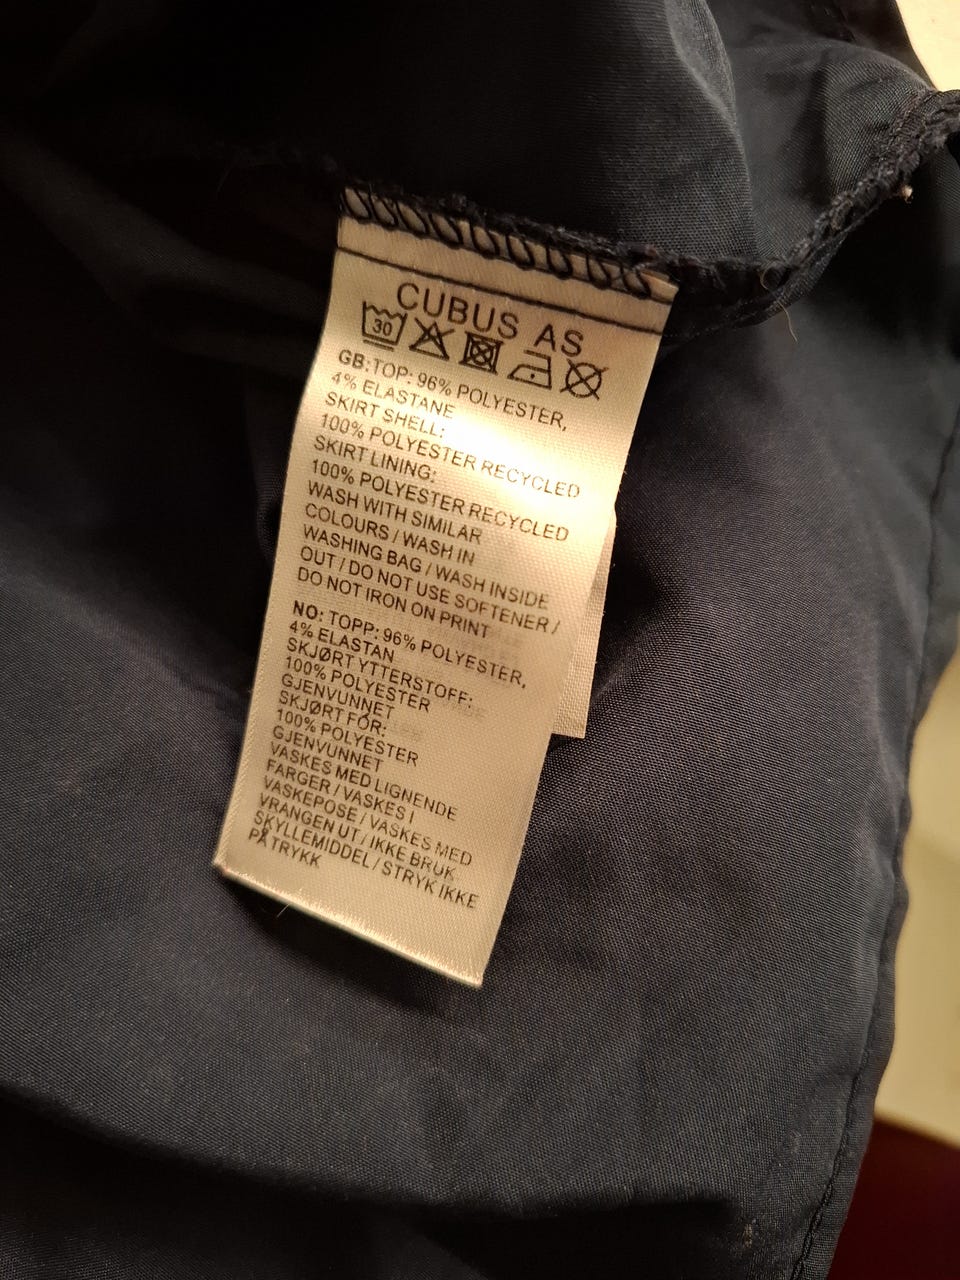 CUBUS AS
30
GB: TOP: 96% POLYESTER,
4% ELASTANE
SKIRT SHELL:
100% POLYESTER RECYCLED
SKIRT LINING:
100% POLYESTER RECYCLED
WASH WITH SIMILAR
COLOURS / WASH IN
WASHING BAG / WASH INSIDE
OUT / DO NOT USE SOFTENER /
DO NOT IRON ON PRINT
NO: TOPP: 96% POLYESTER,
4% ELASTAN
SKJØRT YTTERSTOFF:
100% POLYESTER
GJENVUNNET
SKJØRT FÓR:
100% POLYESTER
GJENVUNNET
VASKES MED LIGNENDE
FARGER / VASKES I
VASKEPOSE / VASKES MED
VRANGEN UT / IKKE BRUK
SKYLLEMIDDEL / STRYK IKKE
PÅ TRYKK